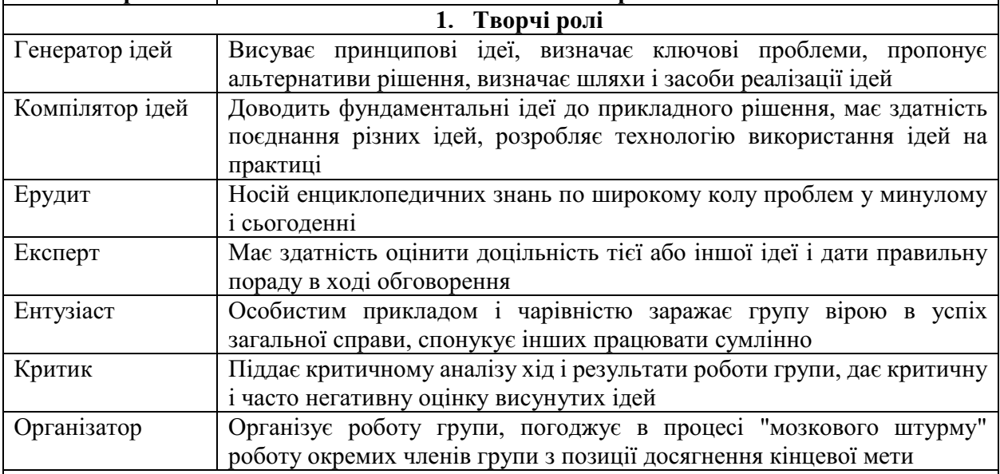 1. Творчі ролі
Генератор ідей
Висуває принципові ідеї, визначає ключові проблеми, пропонує
альтернативи рішення, визначає шляхи і засоби реалізації ідей
Компілятор ідей
Доводить фундаментальні ідеї до прикладного рішення, має здатність
поєднання різних ідей, розробляє технологію використання ідей на
практиці
Ерудит
Носій енциклопедичних знань по широкому колу проблем у минулому
і сьогоденні
Експерт
Має здатність оцінити доцільність тієї або іншої ідеї і дати правильну
пораду в ході обговорення
Ентузіаст
Особистим прикладом і чарівністю заражає групу вірою в успіх
загальної справи, спонукує інших працювати сумлінно
Критик
Піддає критичному аналізу хід і результати роботи групи, дає критичну
і часто негативну оцінку висунутих ідей
Організатор
Організує роботу групи, погоджує в процесі "мозкового штурму"
роботу окремих членів групи з позиції досягнення кінцевої мети